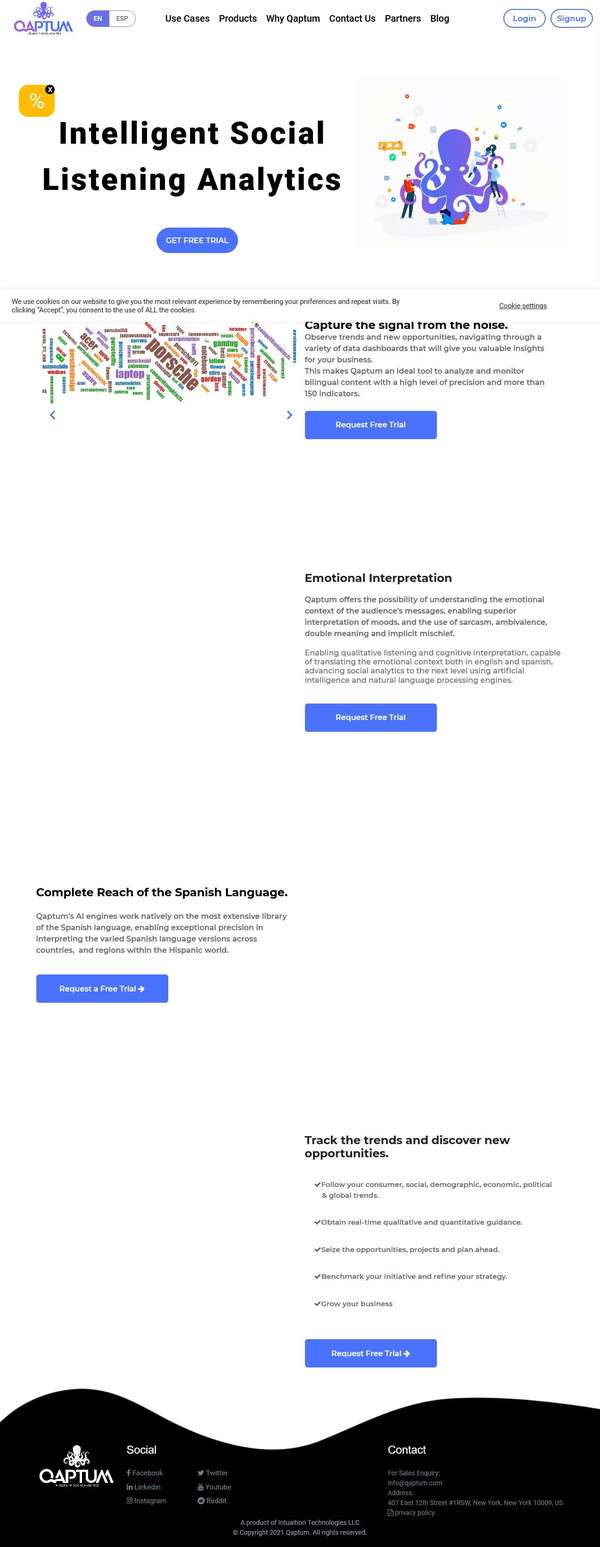 QAPTUM
EN ESP
Use Cases Products Why Qaptum Contact Us Partners Blog
Login Signup
% X
Intelligent Social
Listening Analytics
GET FREE TRIAL
We use cookies on our website to give you the most relevant experience by remembering your preferences and repeat visits. By
clicking "Accept", you consent to the use of ALL the cookies.
Cookie settings
porsche
acer
laptop
gaming
garden
Capture the signal from the noise.
Observe trends and new opportunities, navigating through a
variety of data dashboards that will give you valuable insights
for your business.
This makes Qaptum an ideal tool to analyze and monitor
bilingual content with a high level of precision and more than
150 indicators.
Request Free Trial
Emotional Interpretation
Qaptum offers the possibility of understanding the emotional
context of the audience's messages, enabling superior
interpretation of moods, and the use of sarcasm, ambivalence,
double meaning and implicit mischief.
Enabling qualitative listening and cognitive interpretation, capable
of translating the emotional context both in english and spanish,
advancing social analytics to the next level using artificial
intelligence and natural language processing engines.
Request Free Trial
Complete Reach of the Spanish Language.
Qaptum's AI engines work natively on the most extensive library
of the Spanish language, enabling exceptional precision in
interpreting the varied Spanish language versions across
countries, and regions within the Hispanic world.
Request a Free Trial
Track the trends and discover new
opportunities.
Follow your consumer, social, demographic, economic, political
& global trends.
Obtain real-time qualitative and quantitative guidance.
Seize the opportunities, projects and plan ahead.
Benchmark your initiative and refine your strategy.
Grow your business
Request Free Trial
QAPTUM
Social
Facebook Twitter
Linkedin Youtube
Instagram Reddit
Contact
For Sales Enquiry:
info@qaptum.com
Address:
407 East 12th Street #1RSW, New York, New York 10009, US
privacy policy
A product of Intuaition Technologies LLC
© Copyright 2021 Qaptum. All rights reserved.